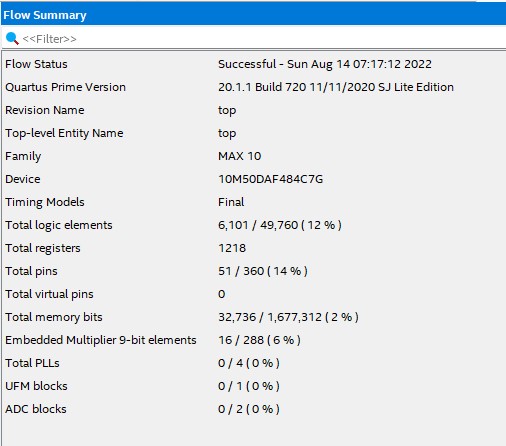 Flow Summary
<<Filter>>
Flow Status Successful - Sun Aug 14 07:17:12 2022
Quartus Prime Version 20.1.1 Build 720 11/11/2020 SJ Lite Edition
Revision Name top
Top-level Entity Name top
Family MAX 10
Device 10M50DAF484C7G
Timing Models Final
Total logic elements 6,101 / 49,760 ( 12 % )
Total registers 1218
Total pins 51 / 360 ( 14 % )
Total virtual pins 0
Total memory bits 32,736 / 1,677,312 ( 2 % )
Embedded Multiplier 9-bit elements 16 / 288 ( 6 % )
Total PLLs 0 / 4 ( 0 % )
UFM blocks 0 / 1 ( 0 % )
ADC blocks 0 / 2 ( 0 % )